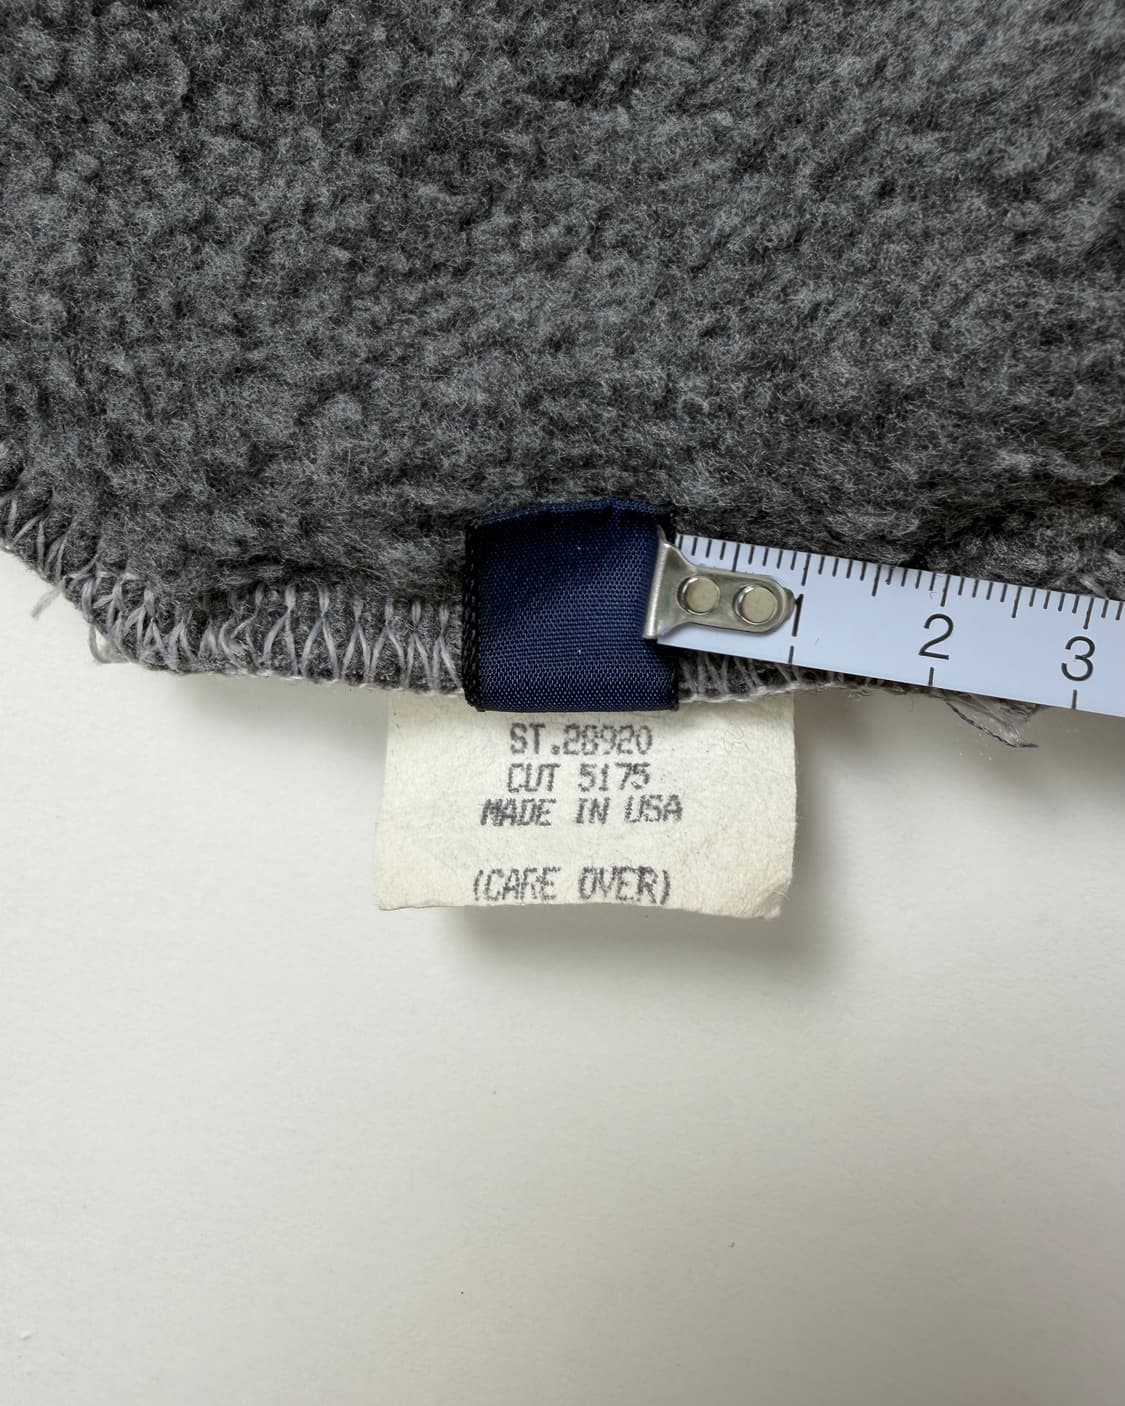 2
3
ST.28920
CUT 5175
MADE IN USA
(CARE OVER)